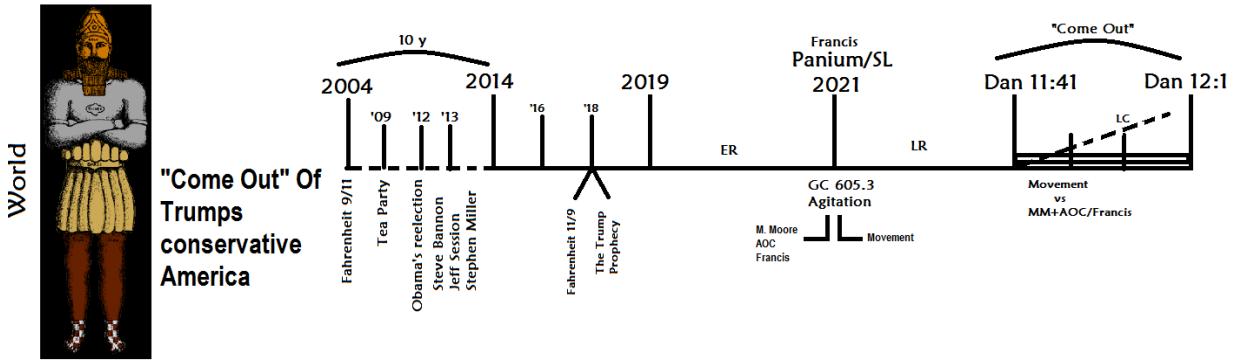 World
"Come Out" Of
Trumps
conservative
America
10 y
2004
'09
'12
'13
2014
'16
'18
2019
Francis
Panium/SL
2021
"Come Out"
Dan 11:41
Dan 12:1
LC
ER
LR
Fahrenheit 9/11
Tea Party
Obama's reelection
Steve Bannon
Jeff Session
Stephen Miller
Fahrenheit 11/9
The Trump
Prophecy
GC 605.3
Agitation
M. Moore
AOC
Francis
Movement
Movement
vs
MM+AOC/Francis